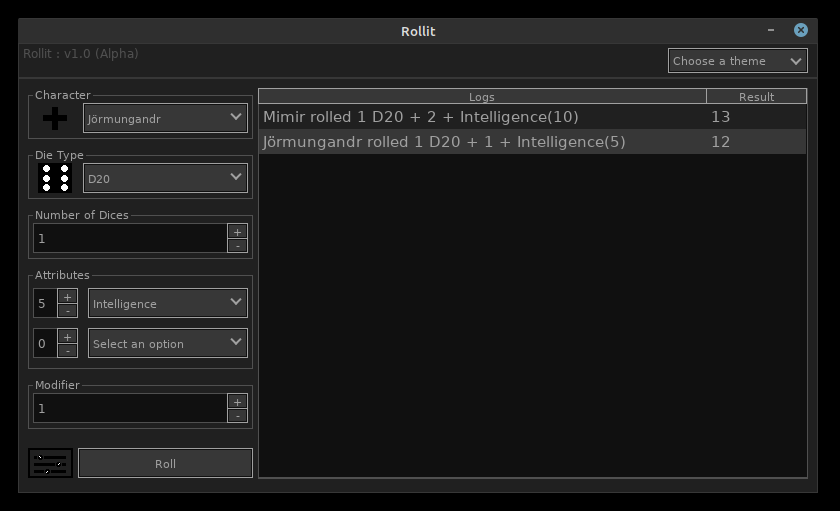 Rollit
Rollit : v1.0 (Alpha)
Choose a theme
Character
Jörmungandr
Die Type
D20
Number of Dices
1
+
-
Attributes
5
+
-
Intelligence
0
+
-
Select an option
Modifier
1
+
-
Roll
Logs Result
Mimir rolled 1 D20 + 2 + Intelligence(10) 13
Jörmungandr rolled 1 D20 + 1 + Intelligence(5) 12